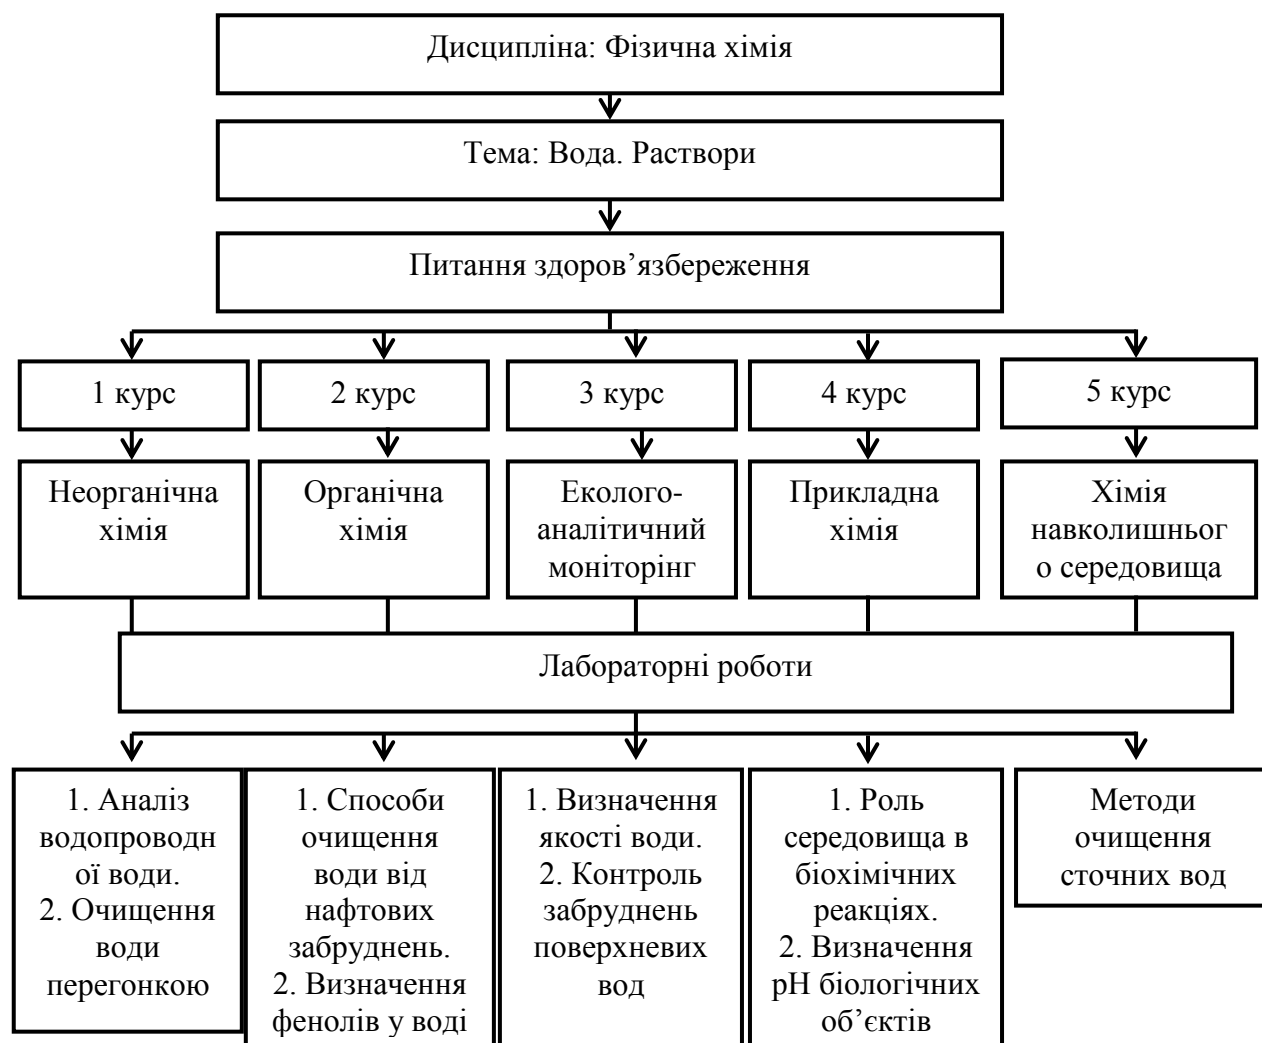 Дисципліна: Фізична хімія
Тема: Вода. Раствори
Питання здоров’язбереження
1 курс
2 курс
3 курс
4 курс
5 курс
Неорганічна
хімія
Органічна
хімія
Еколого-
аналітичний
моніторінг
Прикладна
хімія
Хімія
навколишньог
о середовища
Лабораторні роботи
1. Аналіз
водопроводн
ої води.
2. Очищення
води
перегонкою
1. Способи
очищення
води від
нафтових
забруднень.
2. Визначення
фенолів у воді
1. Визначення
якості води.
2. Контроль
забруднень
поверхневих
вод
1. Роль
середовища в
біохімічних
реакціях.
2. Визначення
рН біологічних
об’єктів
Методи
очищення
сточних вод